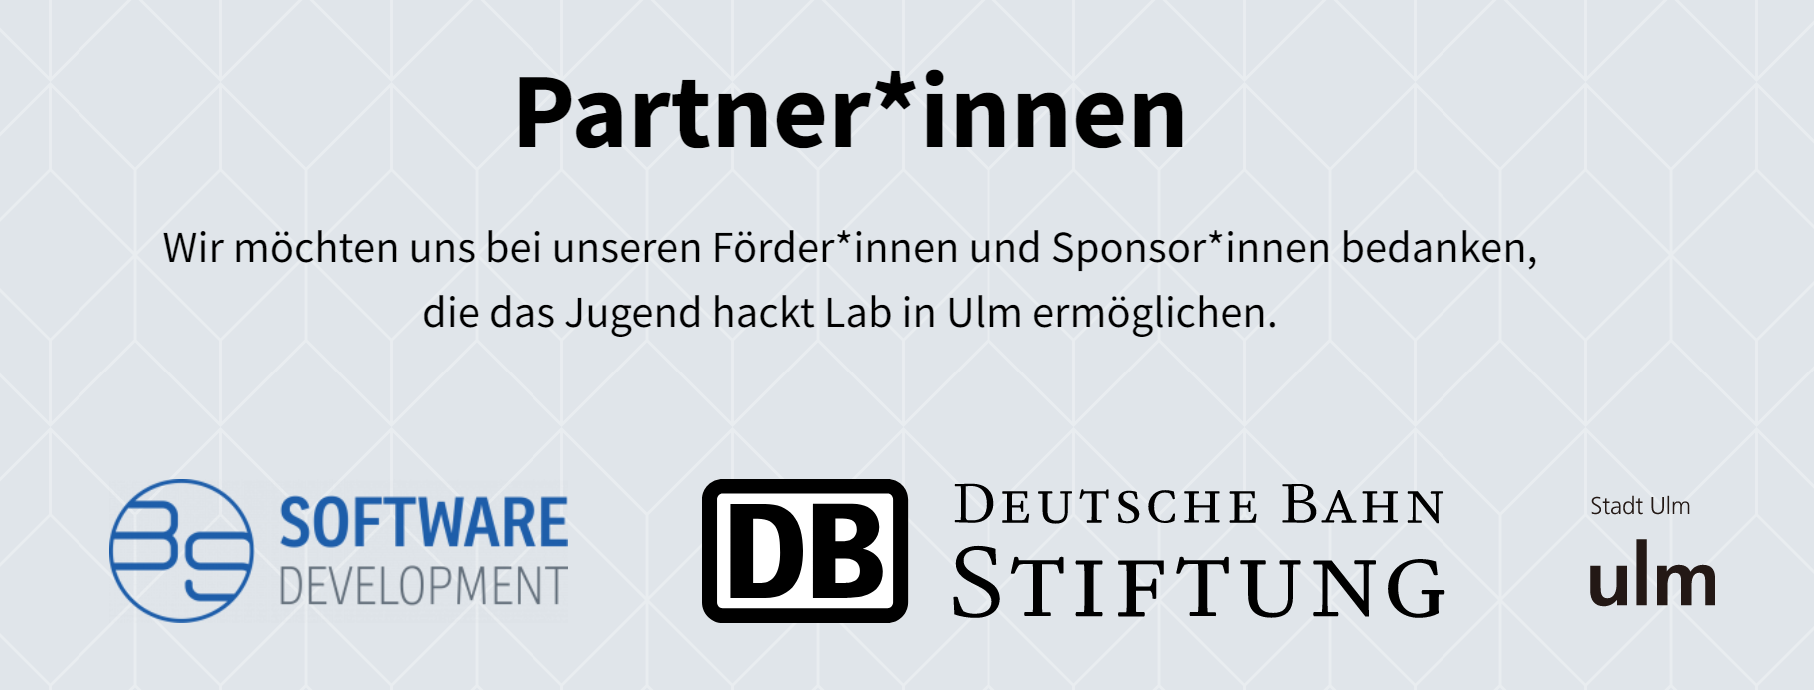 Partner*innen
Wir möchten uns bei unseren Förder*innen und Sponsor*innen bedanken,
die das Jugend hackt Lab in Ulm ermöglichen.
BS SOFTWARE
DEVELOPMENT
DB DEUTSCHE BAHN
STIFTUNG
Stadt Ulm
ulm